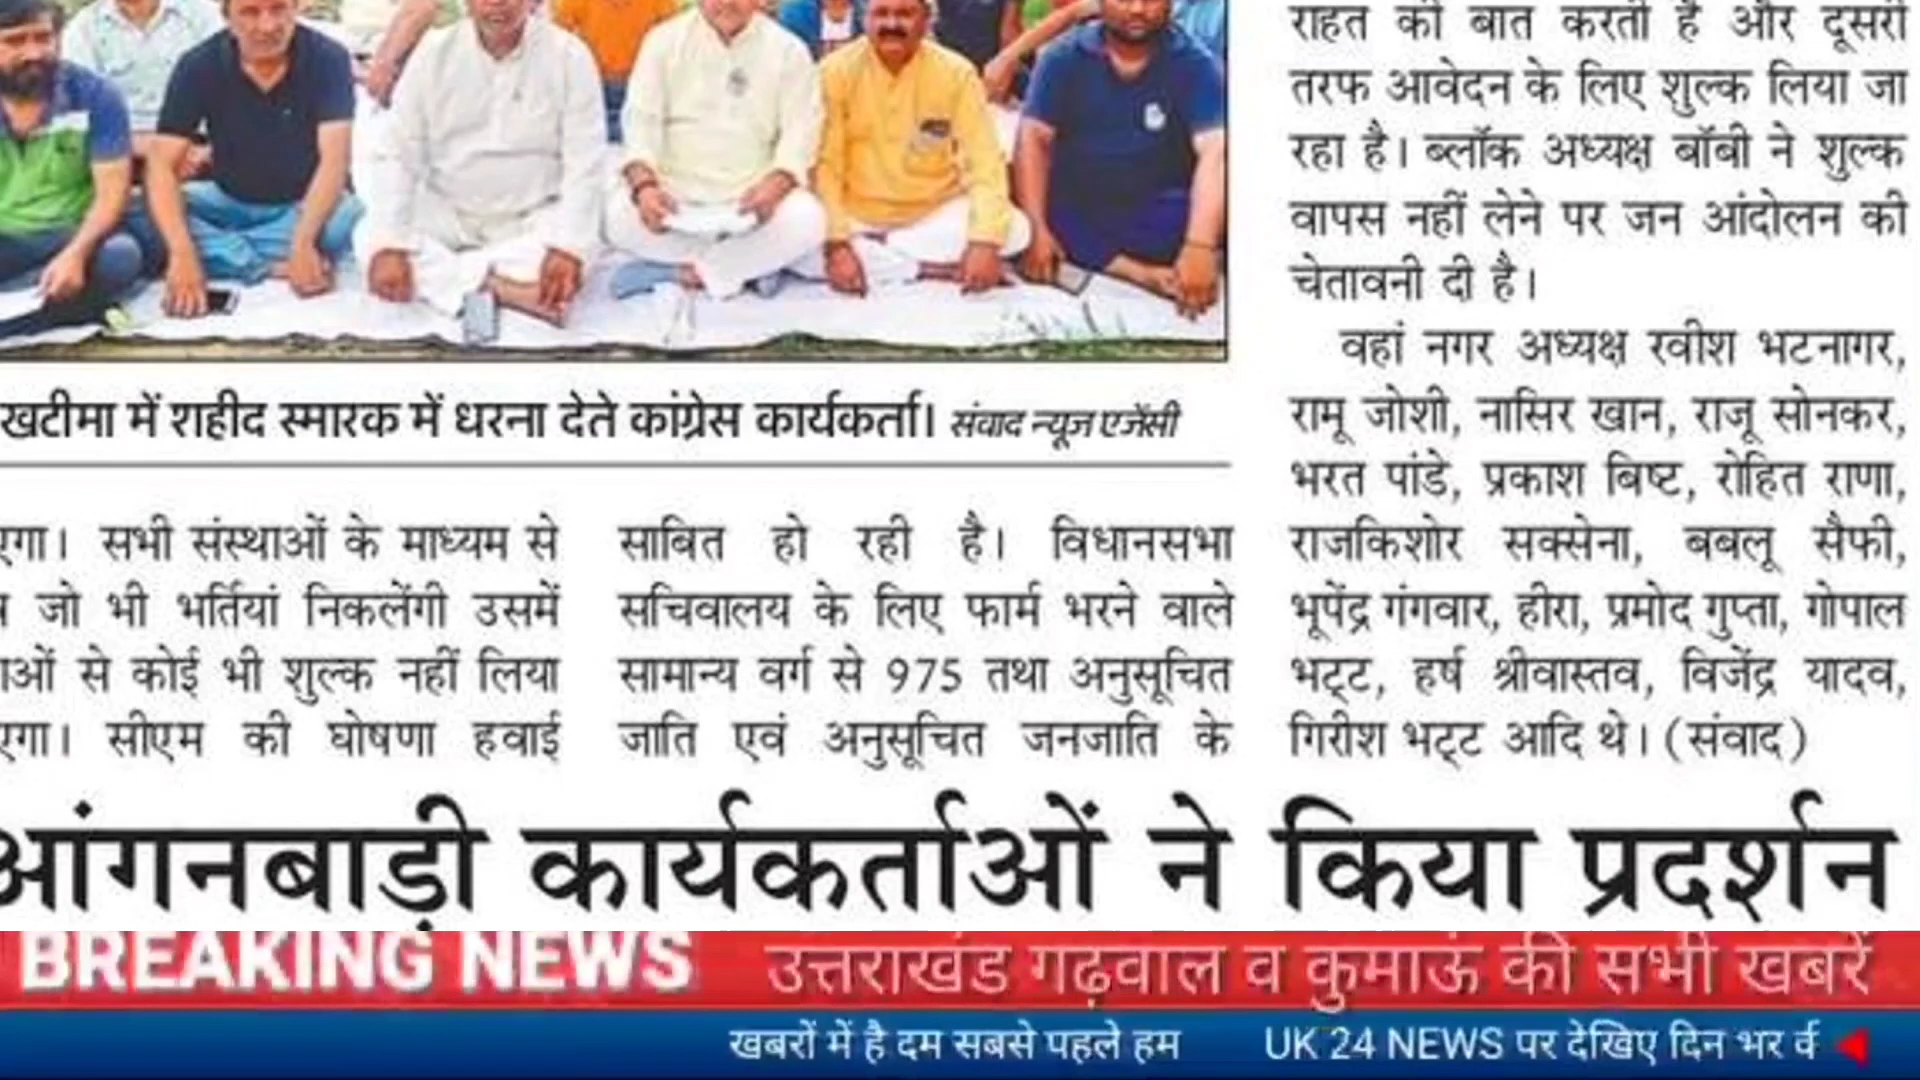 खटीमा में शहीद स्मारक में धरना देते कांग्रेस कार्यकर्ता। संवाद न्यूज एजेंसी
एगा। सभी संस्थाओं के माध्यम से
जो भी भर्तियां निकलेंगी उसमें
ाओं से कोई भी शुल्क नहीं लिया
एगा। सीएम की घोषणा हवाई
साबित हो रही है। विधानसभा
सचिवालय के लिए फार्म भरने वाले
सामान्य वर्ग से 975 तथा अनुसूचित
जाति एवं अनुसूचित जनजाति के
राहत की बात करती है और दूसरी
तरफ आवेदन के लिए शुल्क लिया जा
रहा है। ब्लॉक अध्यक्ष बॉबी ने शुल्क
वापस नहीं लेने पर जन आंदोलन की
चेतावनी दी है।
वहां नगर अध्यक्ष रवीश भटनागर,
रामू जोशी, नासिर खान, राजू सोनकर,
भरत पांडे, प्रकाश बिष्ट, रोहित राणा,
राजकिशोर सक्सेना, बबलू सैफी,
भूपेंद्र गंगवार, हीरा, प्रमोद गुप्ता, गोपाल
भट्ट, हर्ष श्रीवास्तव, विजेंद्र यादव,
गिरीश भट्ट आदि थे। (संवाद)
आंगनबाड़ी कार्यकर्ताओं ने किया प्रदर्शन
BREAKING NEWS उत्तराखंड गढ़वाल व कुमाऊं की सभी खबरें
खबरों में है दम सबसे पहले हम UK 24 NEWS पर देखिए दिन भर